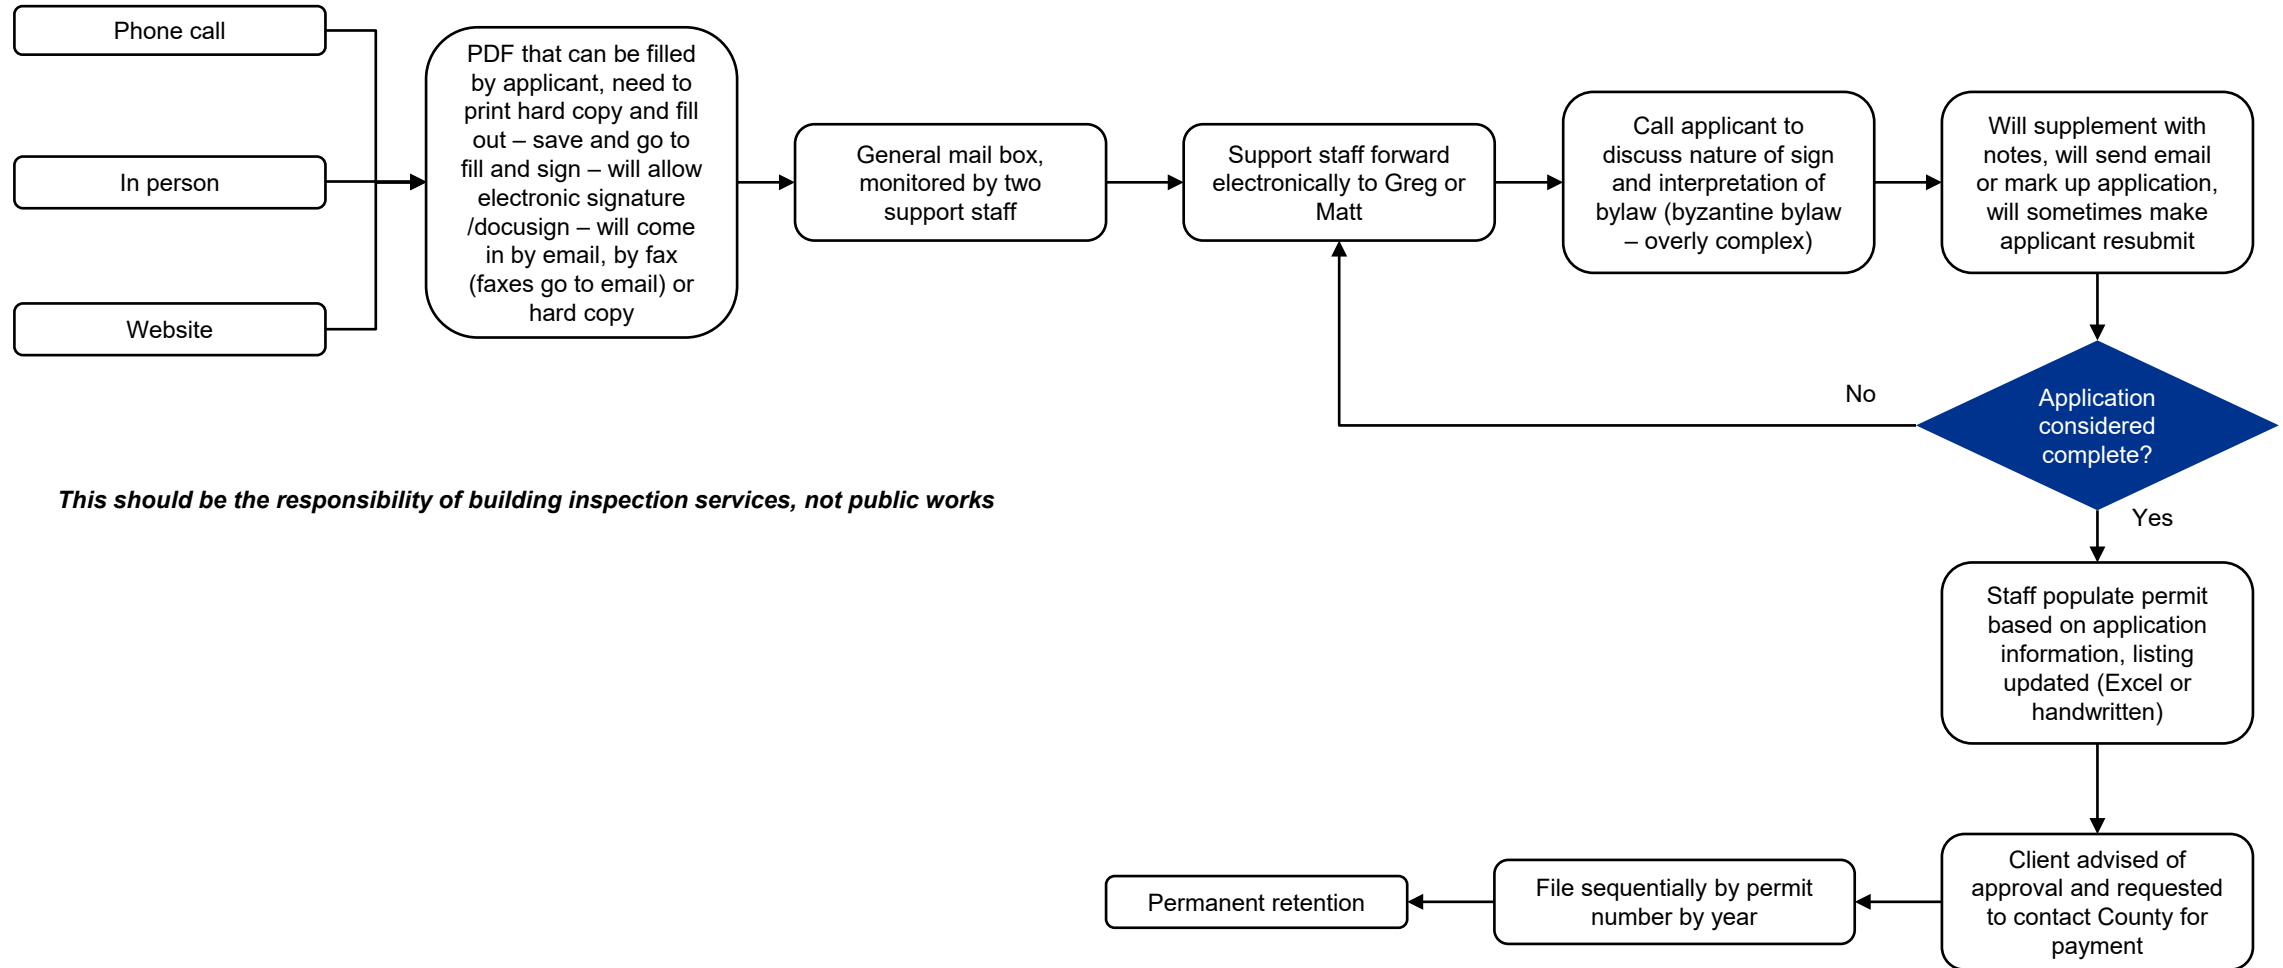 Phone call
In person
Website
PDF that can be filled
by applicant, need to
print hard copy and fill
out – save and go to
fill and sign – will allow
electronic signature
/docusign – will come
in by email, by fax
(faxes go to email) or
hard copy
General mail box,
monitored by two
support staff
Support staff forward
electronically to Greg or
Matt
Call applicant to
discuss nature of sign
and interpretation of
bylaw (byzantine bylaw
– overly complex)
Will supplement with
notes, will send email
or mark up application,
will sometimes make
applicant resubmit
Application
considered
complete?
No
Yes
This should be the responsibility of building inspection services, not public works
Staff populate permit
based on application
information, listing
updated (Excel or
handwritten)
Client advised of
approval and requested
to contact County for
payment
File sequentially by permit
number by year
Permanent retention